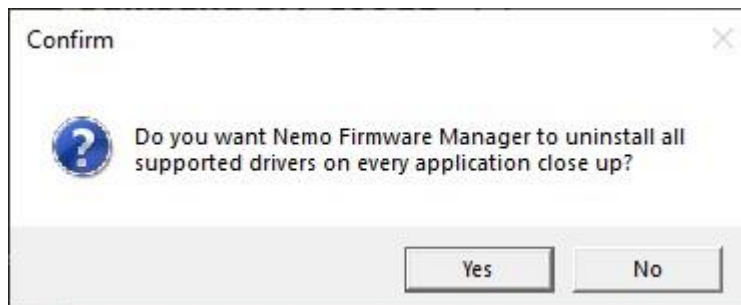 Confirm
Do you want Nemo Firmware Manager to uninstall all
supported drivers on every application close up?
Yes
No